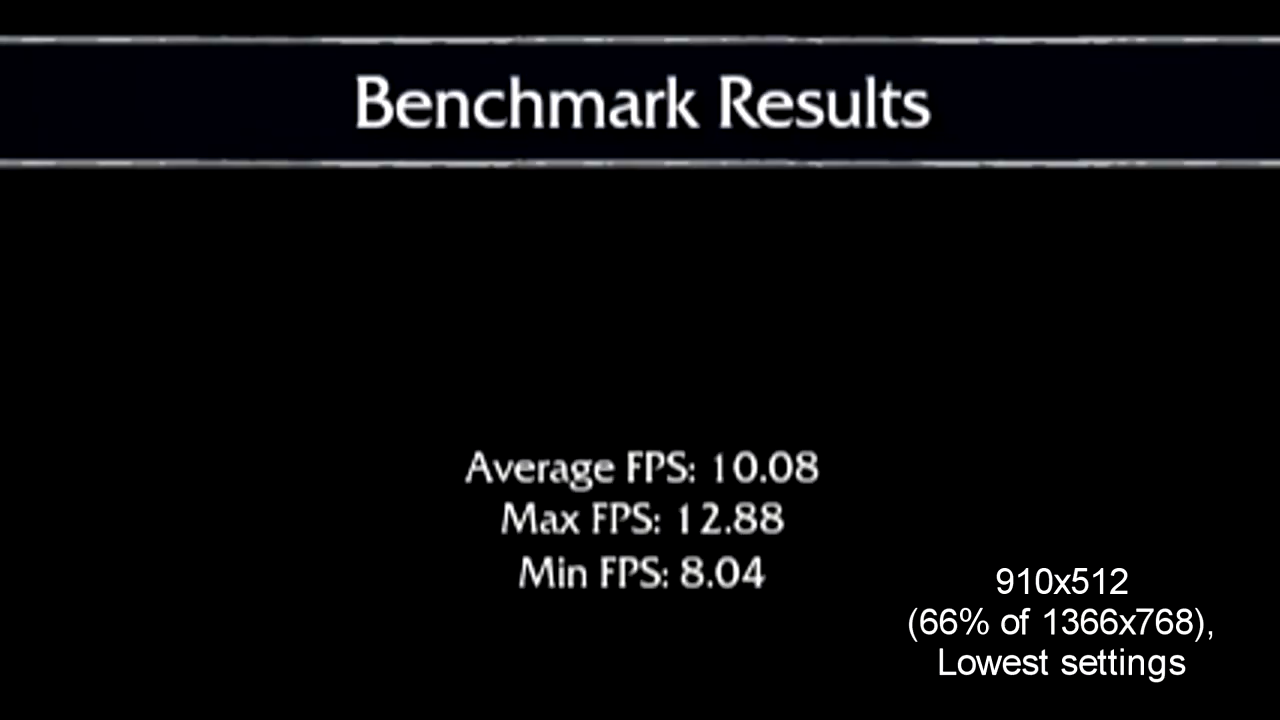 Benchmark Results
Average FPS: 10.08
Max FPS: 12.88
Min FPS: 8.04
910x512
(66% of 1366x768),
Lowest settings